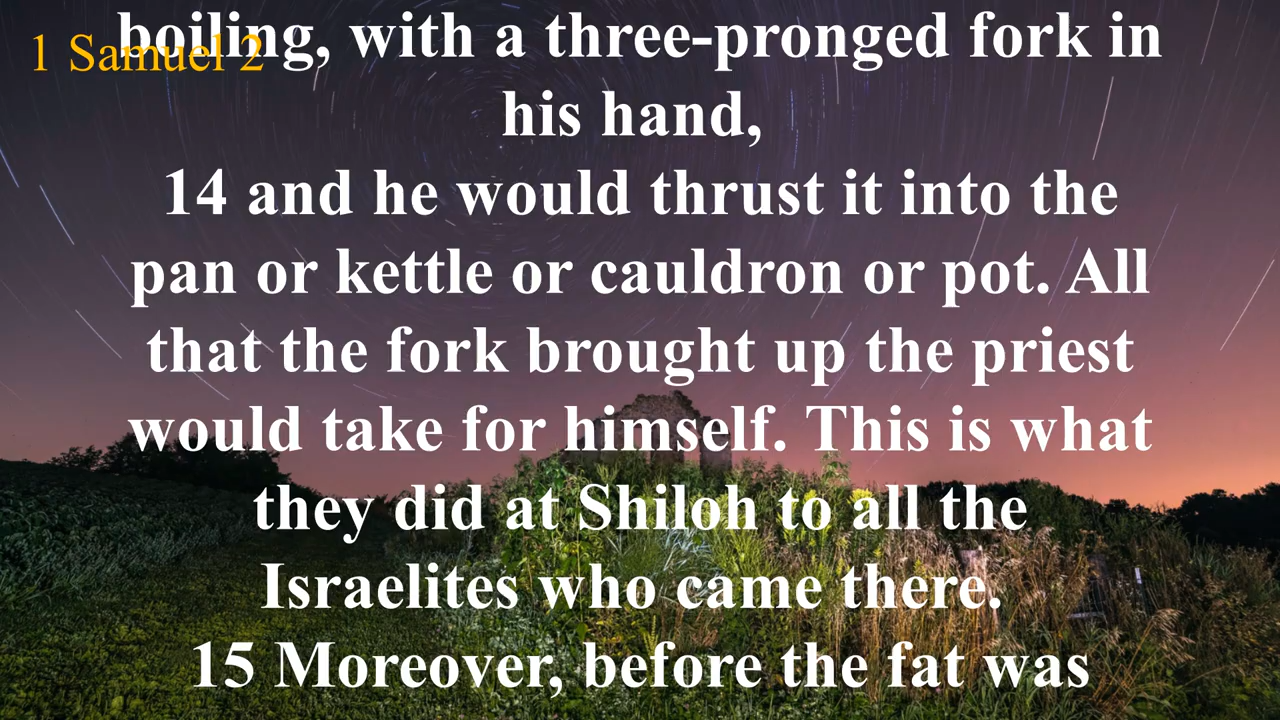 1 Samuel 2
boiling, with a three-pronged fork in
his hand,
14 and he would thrust it into the
pan or kettle or cauldron or pot. All
that the fork brought up the priest
would take for himself. This is what
they did at Shiloh to all the
Israelites who came there.
15 Moreover, before the fat was